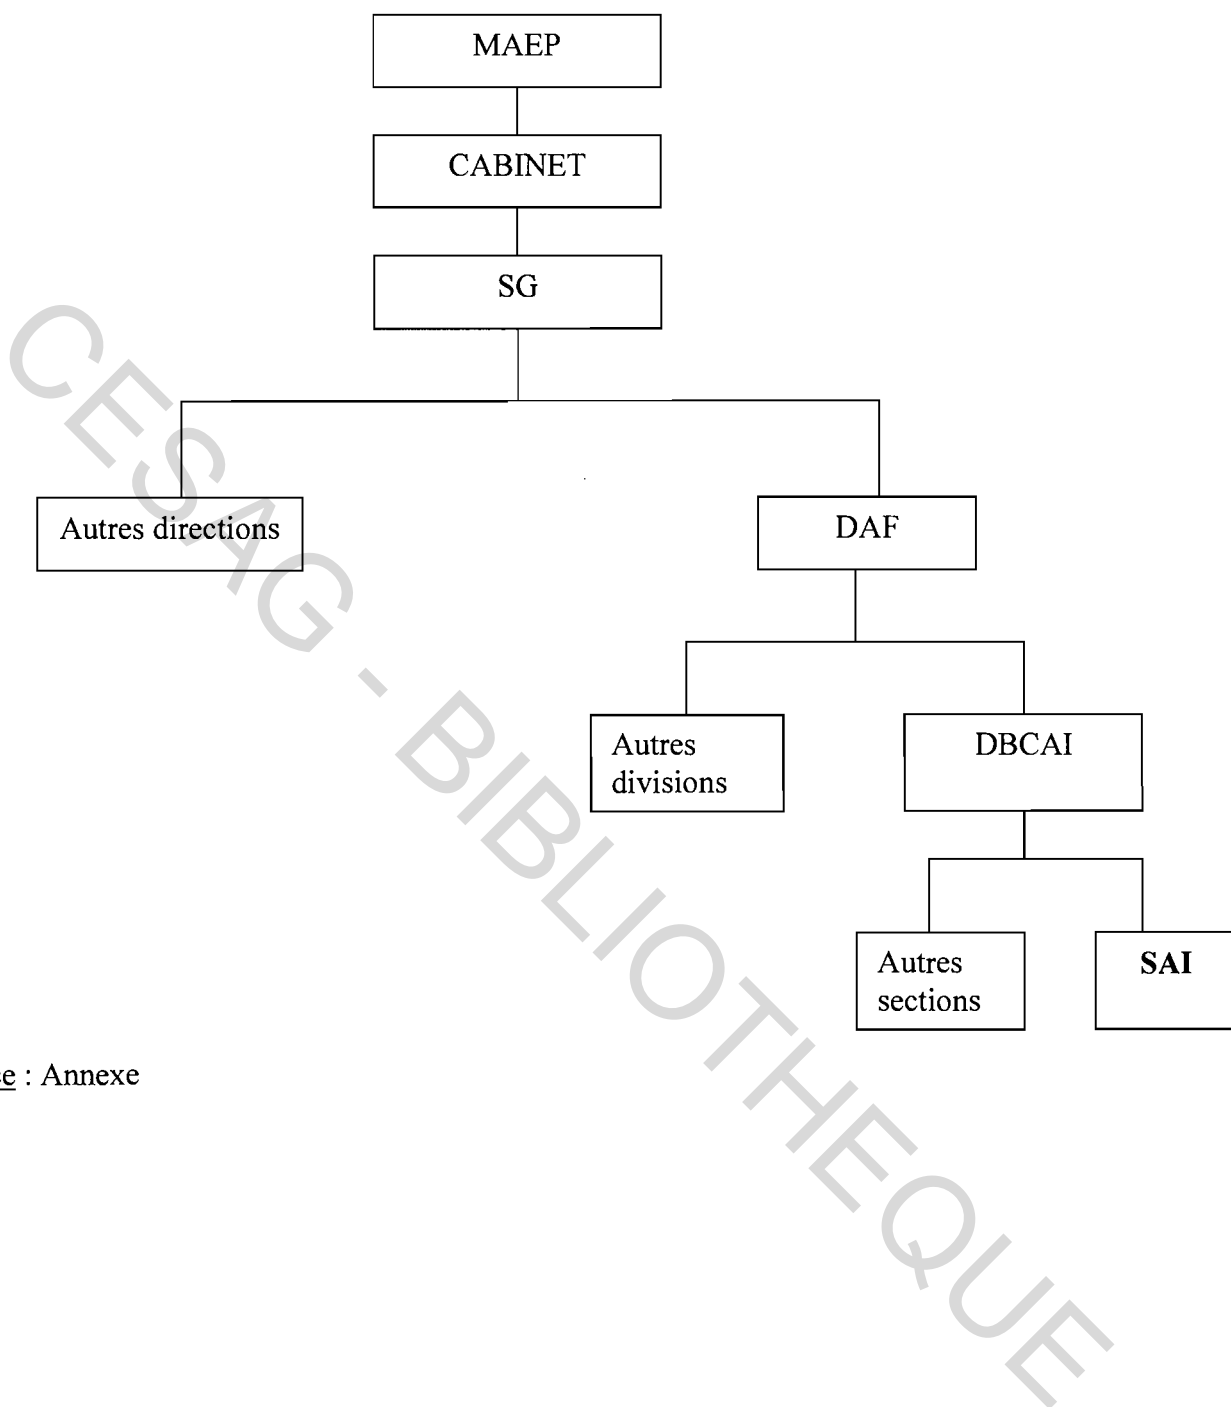 MAEP
CABINET
SG
Autres directions
DAF
Autres
divisions
DBCAI
Autres
sections
SAI
: Annexe
CESAG - BIBLIOTHEQUE